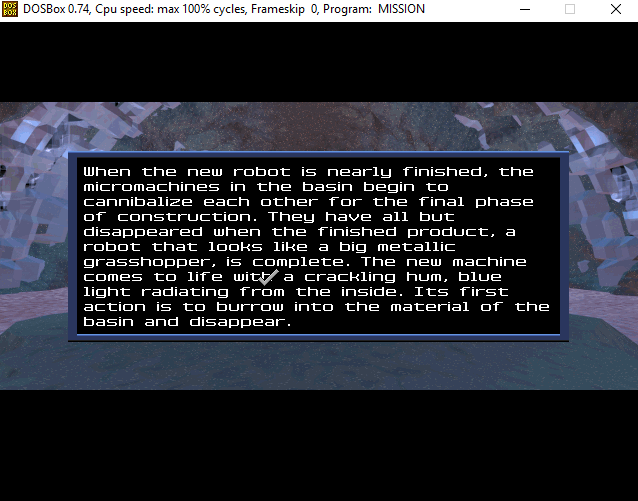 DOSBox 0.74, Cpu speed: max 100% cycles, Frameskip 0, Program: MISSION
When the new robot is nearly finished, the
micromachines in the basin begin to
cannibalize each other for the final phase
of construction. They have all but
disappeared when the finished product, a
robot that looks like a big metallic
grasshopper, is complete. The new machine
comes to life with a crackling hum, blue
light radiating from the inside. Its first
action is to burrow into the material of the
basin and disappear.